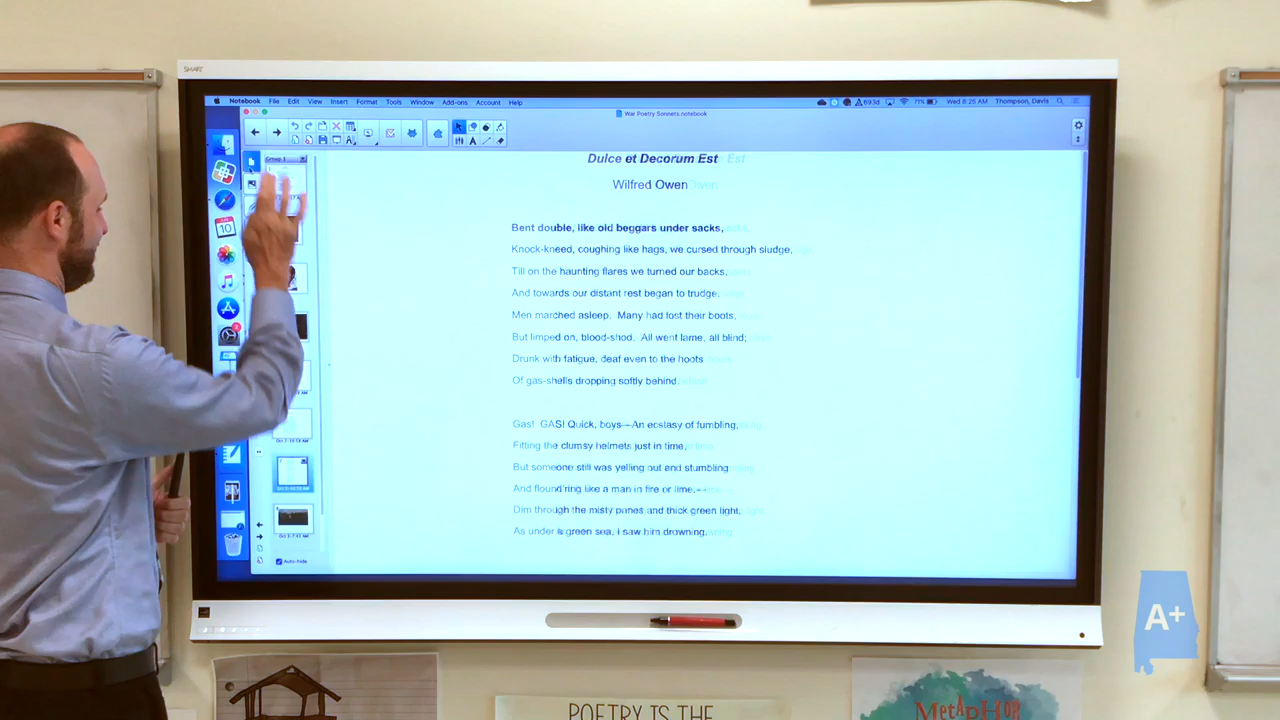 SMART
Notebook File Edit View Insert Format Tools Window Add-ons Account Help
71% Wed 8:25 AM Thompson, Davis
War Poetry Sonnets.notebook
Group 1
Dulce et Decorum Est
Wilfred Owen
Bent double, like old beggars under sacks,
Knock-kneed, coughing like hags, we cursed through sludge,
Till on the haunting flares we turned our backs,
And towards our distant rest began to trudge.
Men marched asleep. Many had lost their boots,
But limped on, blood-shod. All went lame, all blind;
Drunk with fatigue, deaf even to the hoots
Of gas-shells dropping softly behind.
Gas! GAS! Quick, boys—An ecstasy of fumbling,
Fitting the clumsy helmets just in time,
But someone still was yelling out and stumbling
And flound'ring like a man in fire or lime.--
Dim through the misty panes and thick green light,
As under a green sea, I saw him drowning.
10
Auto-hide
A+
POETRY IS THE
METAPHOR